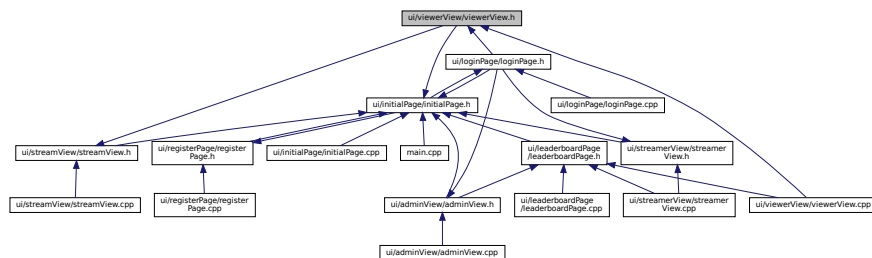 ui/viewerView/viewerView.h
ui/loginPage/loginPage.h
ui/initialPage/initialPage.h
ui/loginPage/loginPage.cpp
ui/streamView/streamView.h
ui/registerPage/register
Page.h
ui/initialPage/initialPage.cpp
main.cpp
ui/leaderboardPage
/leaderboardPage.h
ui/streamerView/streamer
View.h
ui/streamView/streamView.cpp
ui/registerPage/register
Page.cpp
ui/adminView/adminView.h
ui/leaderboardPage
/leaderboardPage.cpp
ui/streamerView/streamer
View.cpp
ui/viewerView/viewerView.cpp
ui/adminView/adminView.cpp